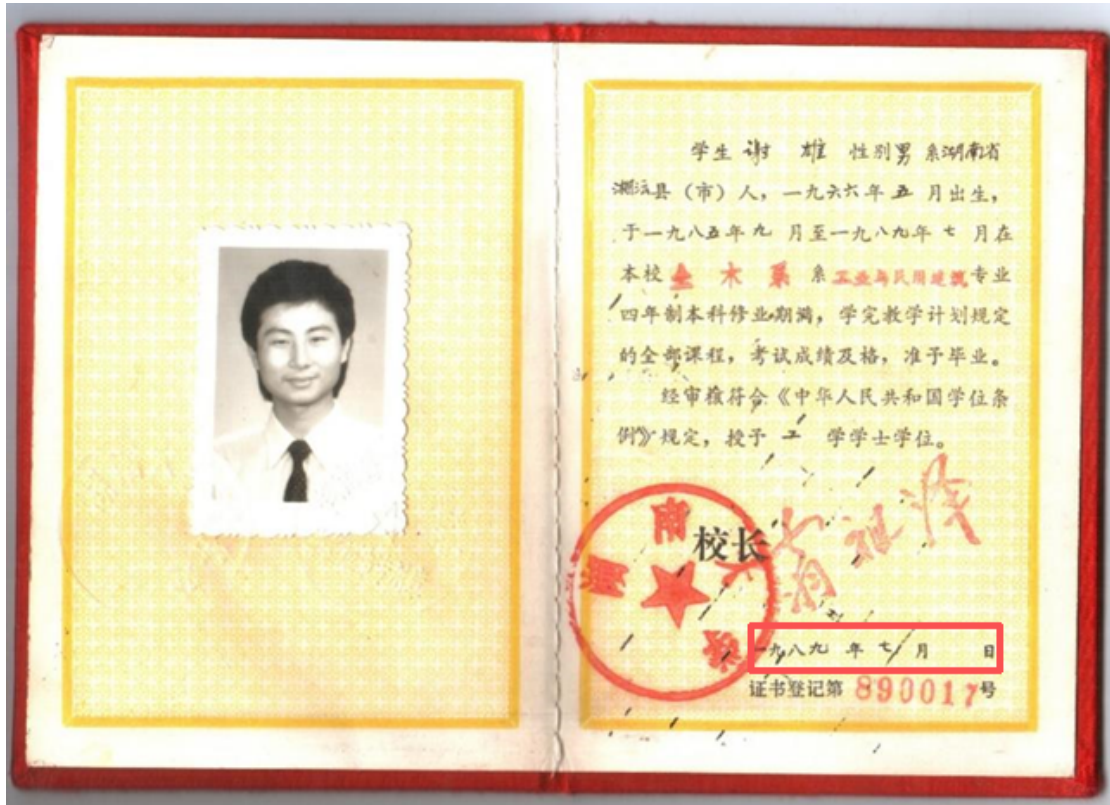 学生 谢 雄 性别 男 系湖南省
湘沅县（市）人，一九六六年 五 月出生，
于一九八五年 九 月至一九八九年 七 月在
本校 土 木 系 系 工业与民用建筑 专业
四年制本科修业期满，学完教学计划规定
的全部课程，考试成绩及格，准予毕业。
经审核符合《中华人民共和国学位条
例》规定，授予 工 学学士学位。
湖南大学
校长
一九八九 年 七 月 日
证书登记第 890017号